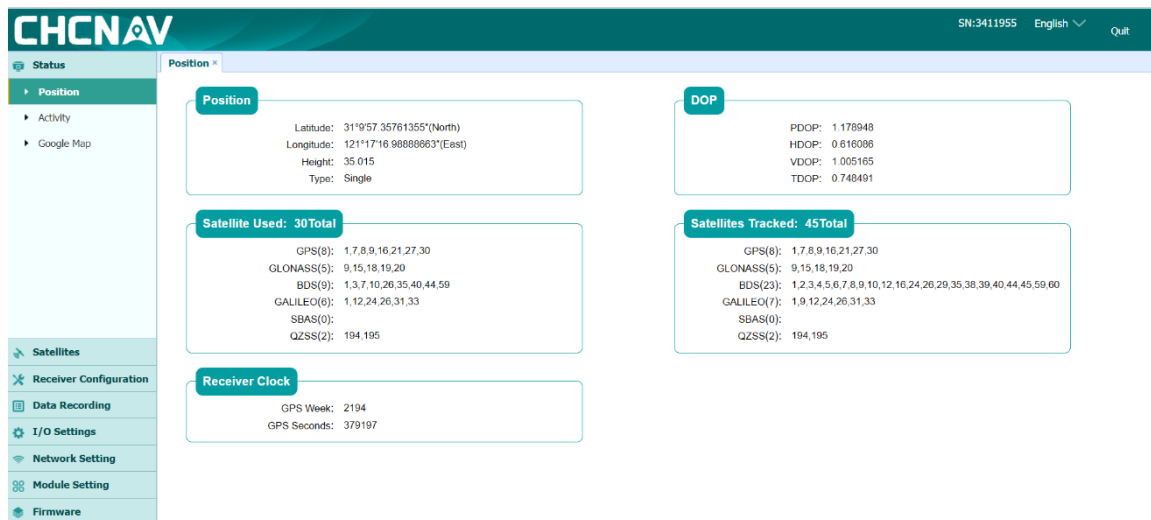 CHCNAV
SN:3411955 English Quit
Status
Position
Activity
Google Map
Satellites
Receiver Configuration
Data Recording
I/O Settings
Network Setting
Module Setting
Firmware
Position ×
Position
Latitude: 31°9'57.35761355"(North)
Longitude: 121°17'16.98888663"(East)
Height: 35.015
Type: Single
DOP
PDOP: 1.178948
HDOP: 0.616086
VDOP: 1.005165
TDOP: 0.748491
Satellite Used: 30Total
GPS(8): 1,7,8,9,16,21,27,30
GLONASS(5): 9,15,18,19,20
BDS(9): 1,3,7,10,26,35,40,44,59
GALILEO(6): 1,12,24,26,31,33
SBAS(0):
QZSS(2): 194,195
Satellites Tracked: 45Total
GPS(8): 1,7,8,9,16,21,27,30
GLONASS(5): 9,15,18,19,20
BDS(23): 1,2,3,4,5,6,7,8,9,10,12,16,24,26,29,35,38,39,40,44,45,59,60
GALILEO(7): 1,9,12,24,26,31,33
SBAS(0):
QZSS(2): 194,195
Receiver Clock
GPS Week: 2194
GPS Seconds: 379197